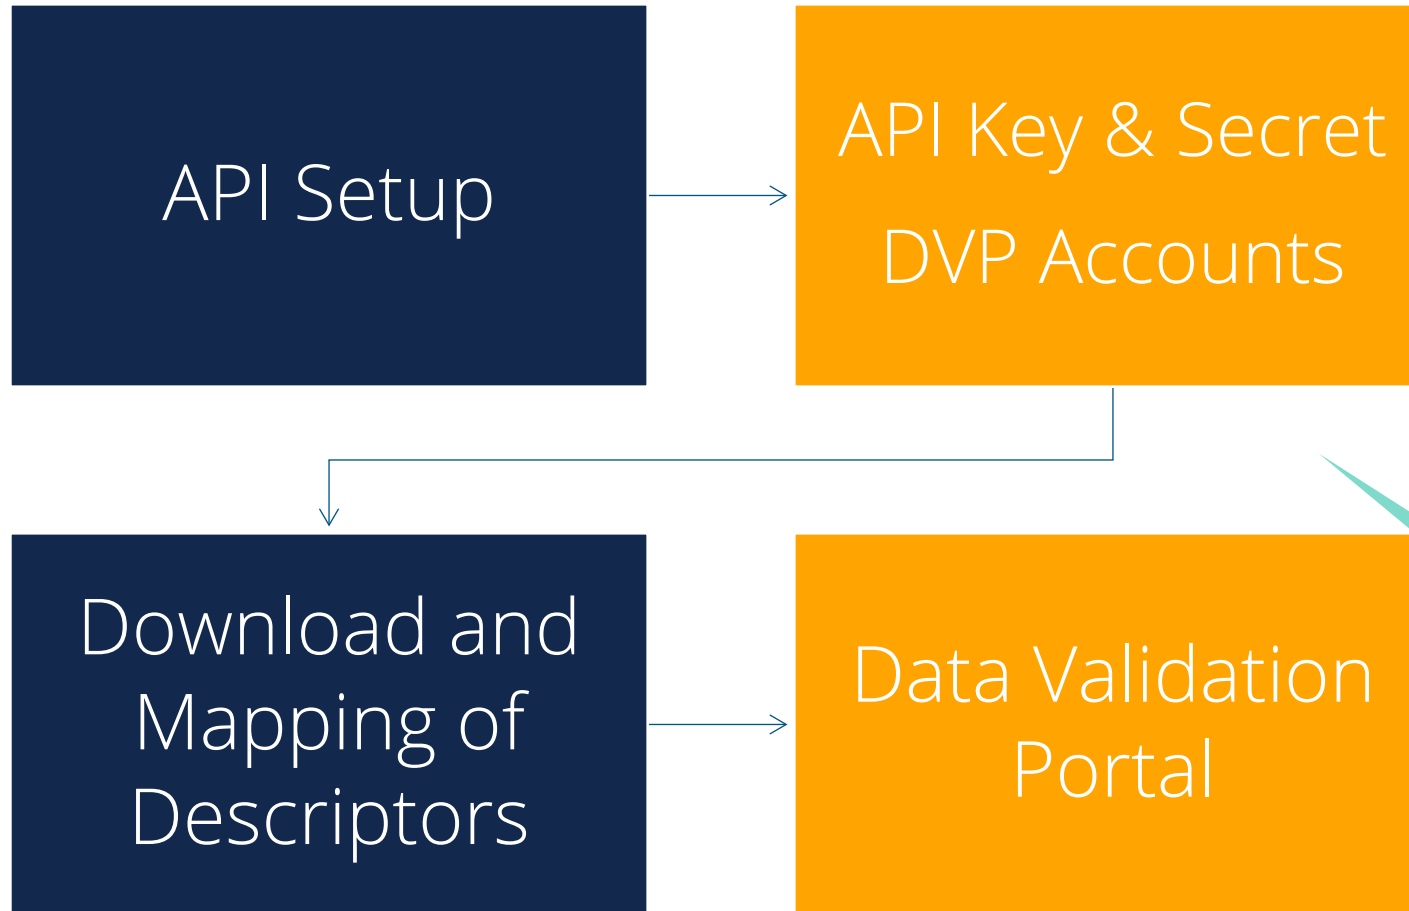 API Setup
API Key & Secret
DVP Accounts
Download and
Mapping of
Descriptors
Data Validation
Portal